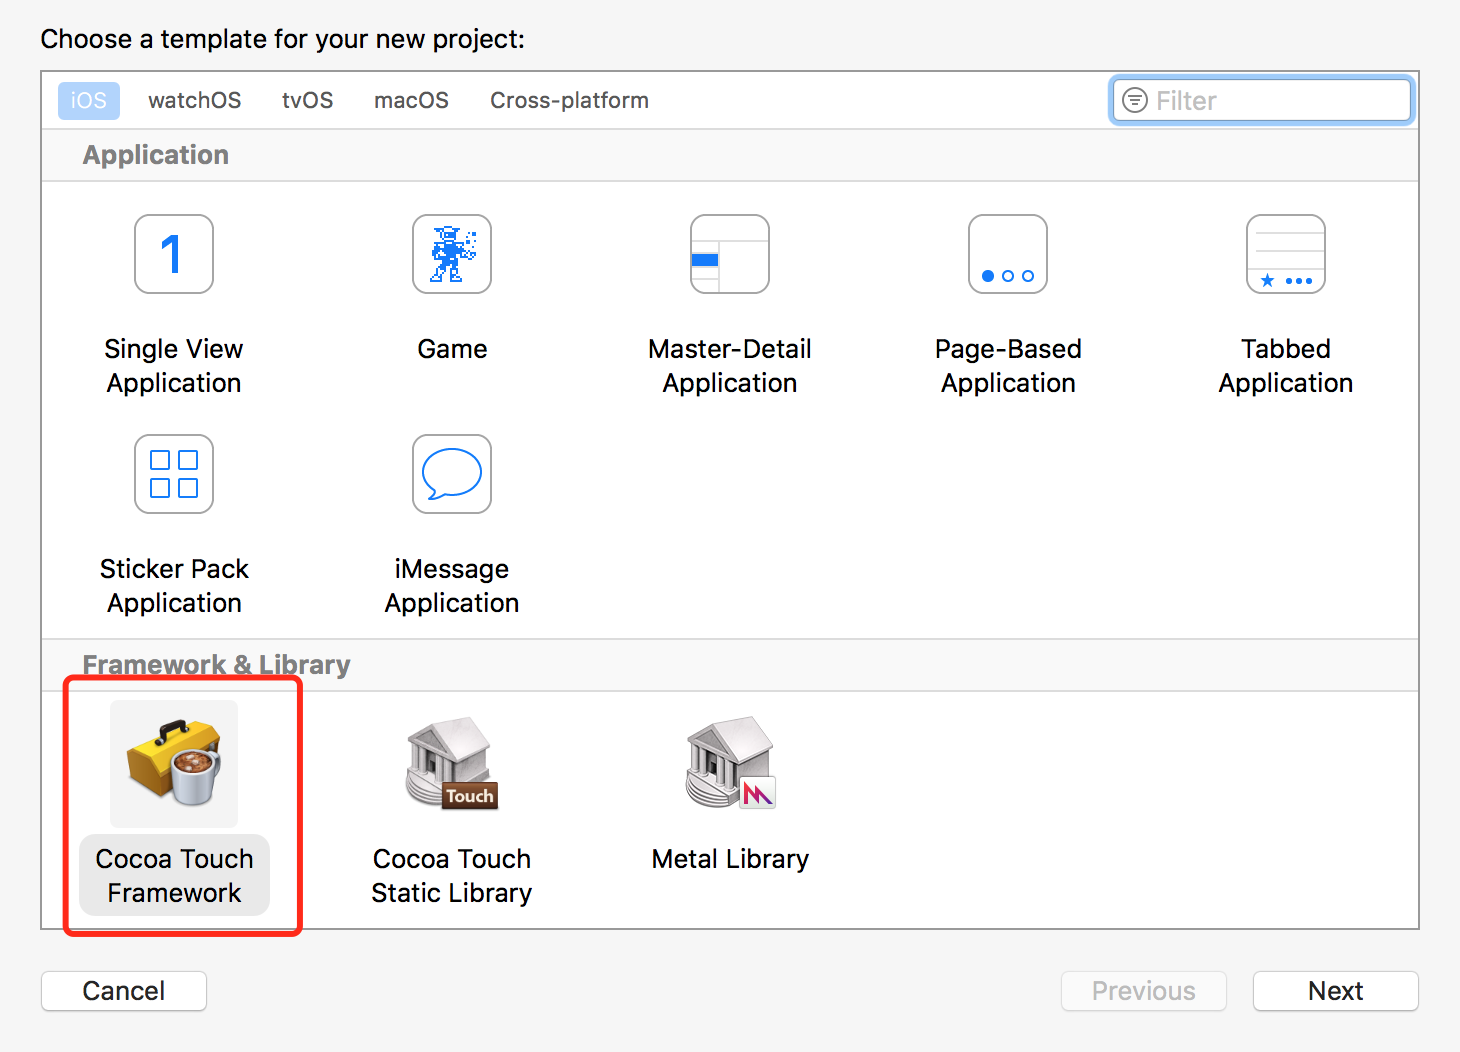 Choose a template for your new project:
iOS watchOS tvOS macOS Cross-platform Filter
Application
1
Single View Application
Game
Master-Detail Application
Page-Based Application
Tabbed Application
Sticker Pack Application
iMessage Application
Framework & Library
Touch
Cocoa Touch Framework
Cocoa Touch Static Library
Metal Library
Cancel Previous Next